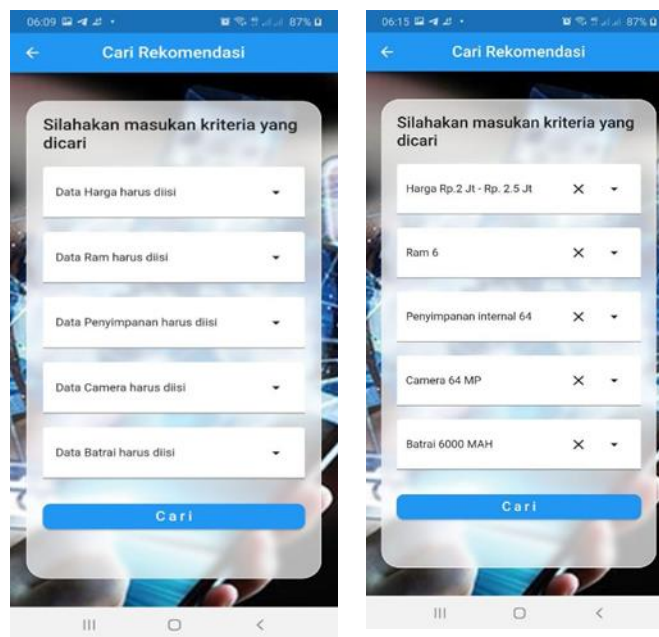 06:09
87%
Cari Rekomendasi
Silahakan masukan kriteria yang
dicari
Data Harga harus diisi
Data Ram harus diisi
Data Penyimpanan harus diisi
Data Camera harus diisi
Data Batrai harus diisi
Cari
06:15
87%
Cari Rekomendasi
Silahakan masukan kriteria yang
dicari
Harga Rp.2 Jt - Rp. 2.5 Jt
Ram 6
Penyimpanan internal 64
Camera 64 MP
Batrai 6000 MAH
Cari